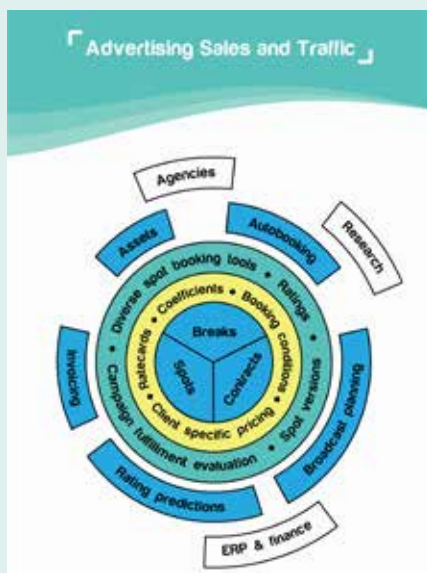 Advertising Sales and Traffic
Agencies
Assets
Autobooking
Research
Invoicing
Broadcast planning
Rating predictions
ERP & finance
Diverse spot booking tools • Ratings •
Spot versions •
Campaign fulfillment evaluation •
Ratecards • Coefficients • Booking conditions •
Client specific pricing •
Breaks
Spots
Contracts